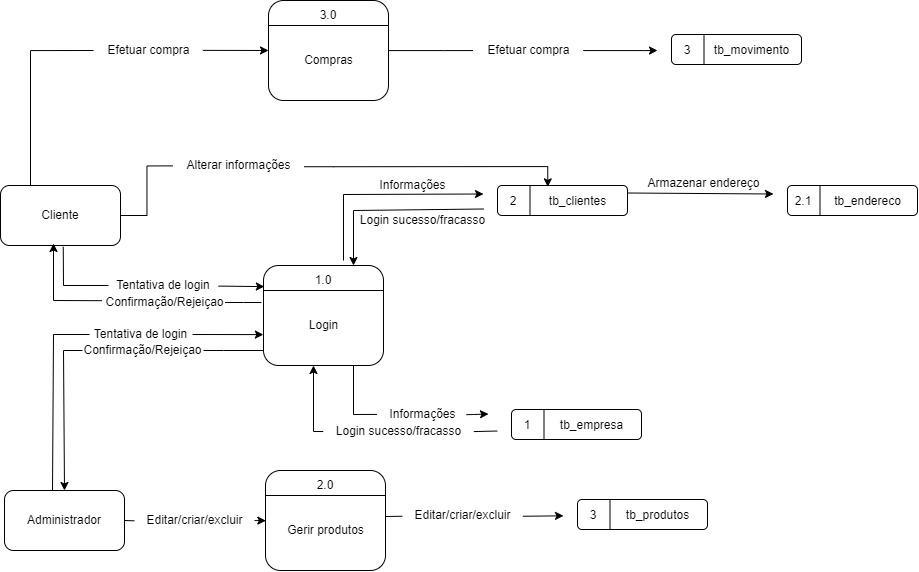 3.0
Efetuar compra
Compras
Efetuar compra
3 tb_movimento
Alterar informações
Informações
Armazenar endereço
Cliente
2 tb_clientes
2.1 tb_endereco
Login sucesso/fracasso
1.0
Tentativa de login
Confirmação/Rejeiçao
Login
Tentativa de login
Confirmação/Rejeiçao
Informações
Login sucesso/fracasso
1 tb_empresa
2.0
Administrador
Editar/criar/excluir
Gerir produtos
Editar/criar/excluir
3 tb_produtos